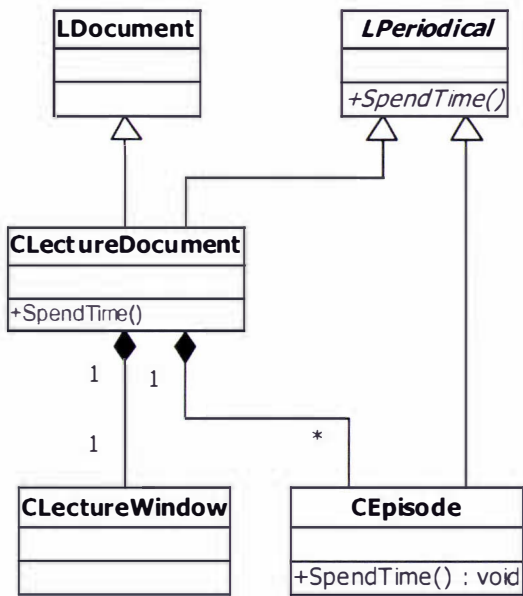 LDocument
LPeriodical
+SpendTime()
CLectureDocument
+SpendTime()
1
1
1
*
CLectureWindow
CEpisode
+SpendTime() : void